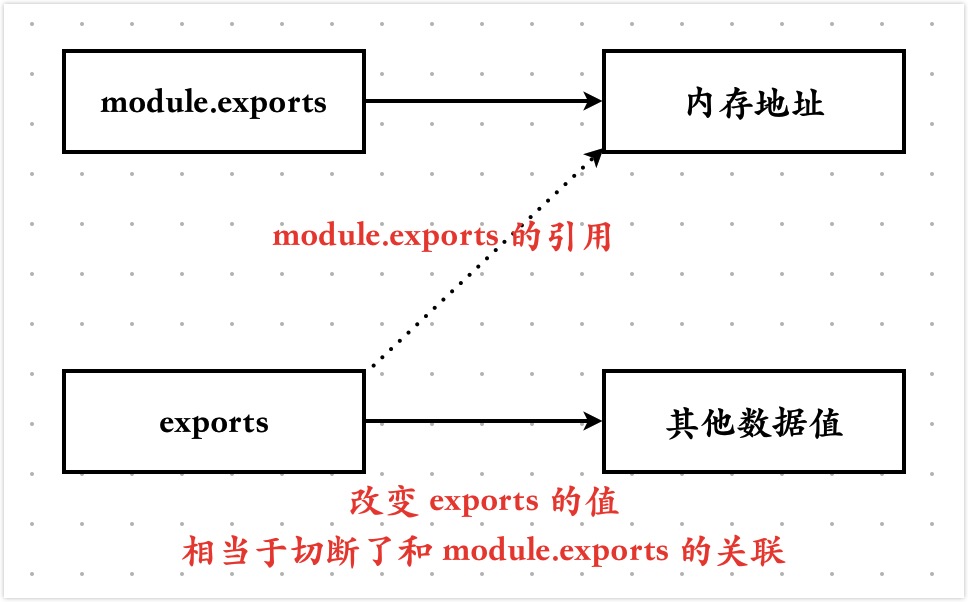 module.exports
内存地址
module.exports 的引用
exports
其他数据值
改变 exports 的值
相当于切断了和 module.exports 的关联